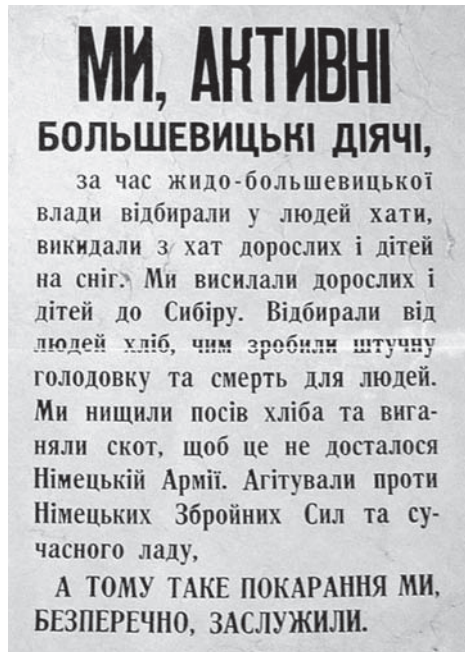 МИ, АКТИВНІ
БОЛЬШЕВИЦЬКІ ДІЯЧІ,
за час жидо-большевицької
влади відбирали у людей хати,
викидали з хат дорослих і дітей
на сніг. Ми висилали дорослих і
дітей до Сибіру. Відбирали від
людей хліб, чим зробили штучну
голодовку та смерть для людей.
Ми нищили посів хліба та вига-
няли скот, щоб це не досталося
Німецькій Армії. Агітували проти
Німецьких Збройних Сил та су-
часного ладу,
А ТОМУ ТАКЕ ПОКАРАННЯ МИ,
БЕЗПЕРЕЧНО, ЗАСЛУЖИЛИ.